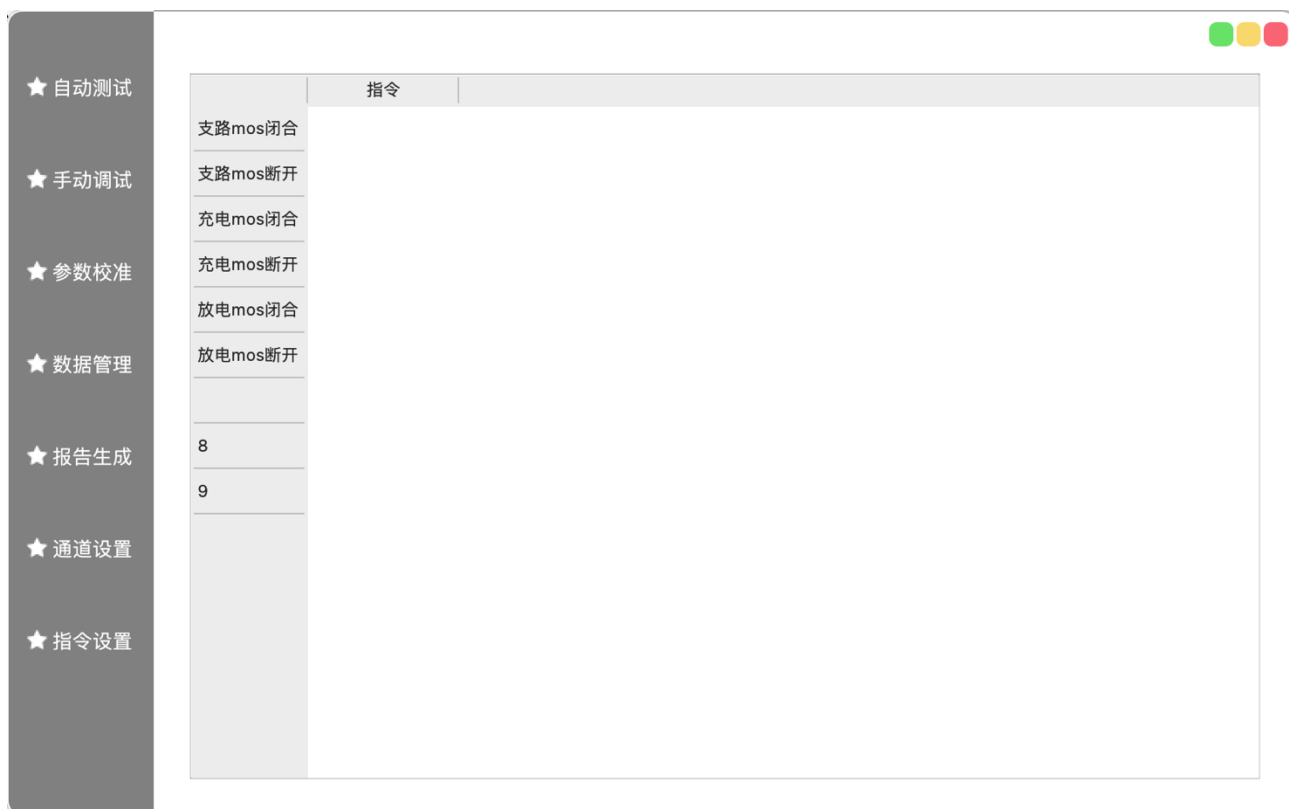 自动测试
手动调试
参数校准
数据管理
报告生成
通道设置
指令设置
指令
支路mos闭合
支路mos断开
充电mos闭合
充电mos断开
放电mos闭合
放电mos断开
8
9